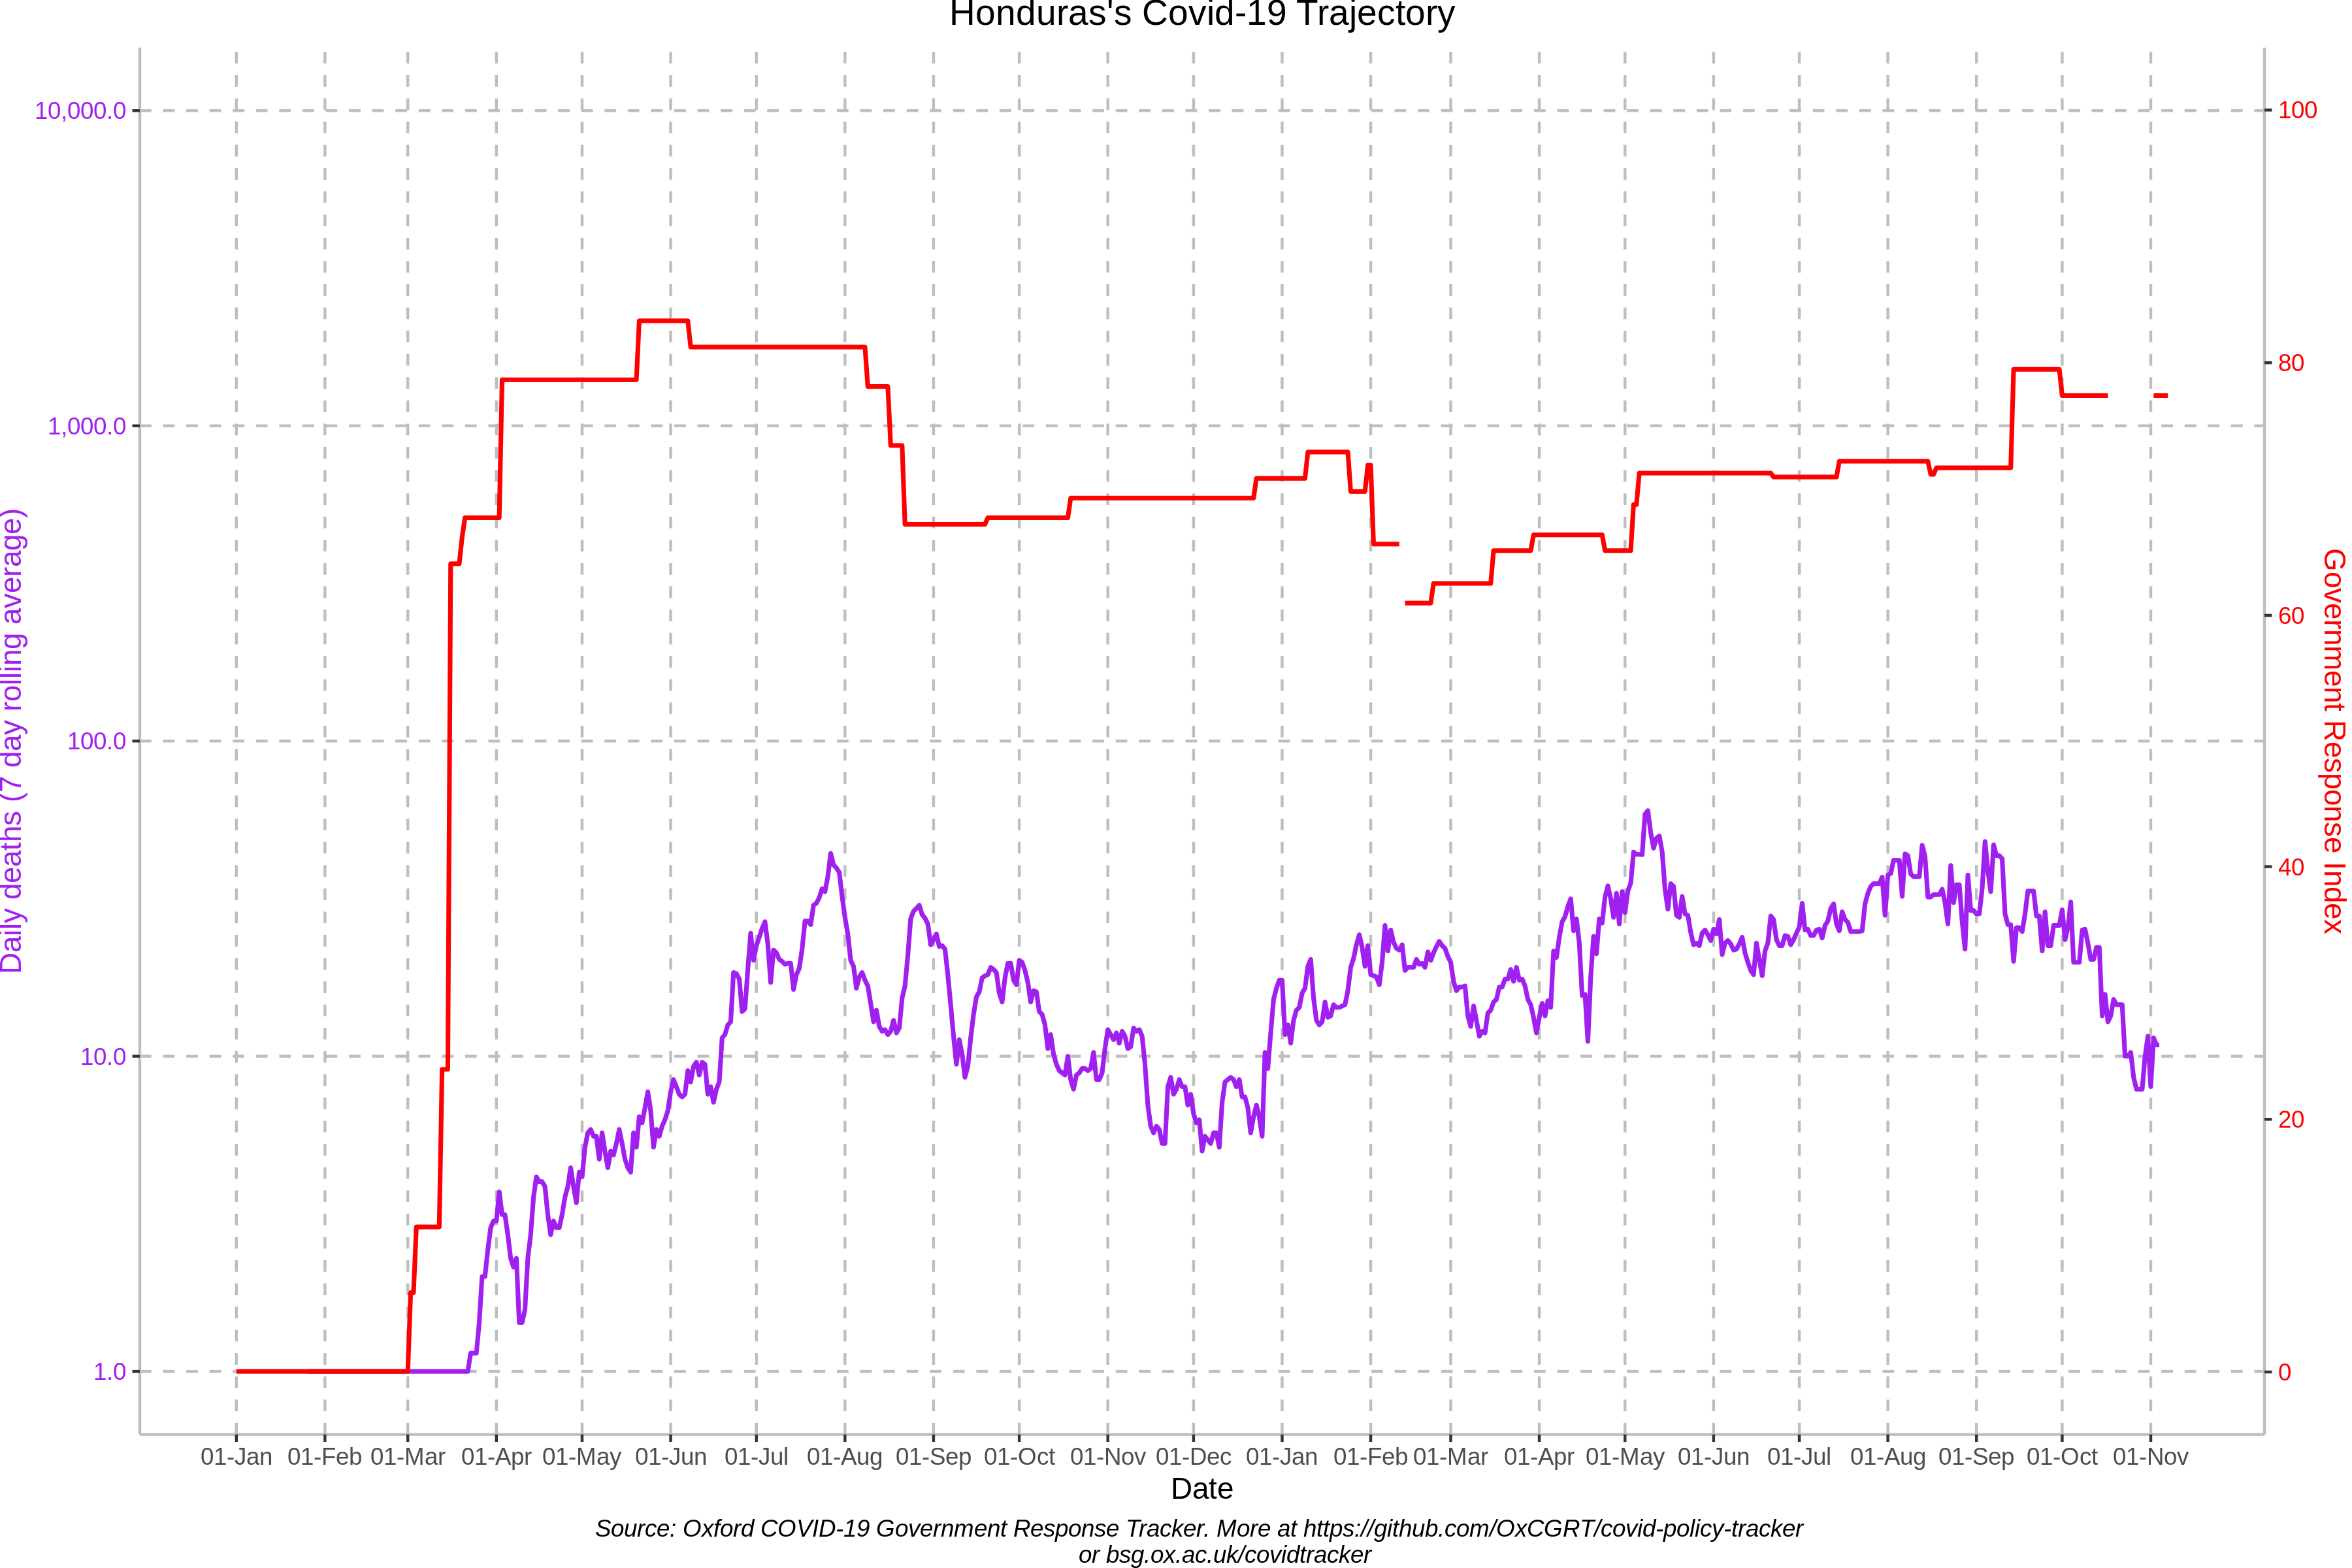 Honduras's Covid-19 Trajectory
10,000.0
1,000.0
100.0
10.0
1.0
Daily deaths (7 day rolling average)
100
80
60
40
20
0
Government Response Index
01-Jan 01-Feb 01-Mar 01-Apr 01-May 01-Jun 01-Jul 01-Aug 01-Sep 01-Oct 01-Nov 01-Dec 01-Jan 01-Feb 01-Mar 01-Apr 01-May 01-Jun 01-Jul 01-Aug 01-Sep 01-Oct 01-Nov
Date
Source: Oxford COVID-19 Government Response Tracker. More at https://github.com/OxCGRT/covid-policy-tracker
or bsg.ox.ac.uk/covidtracker